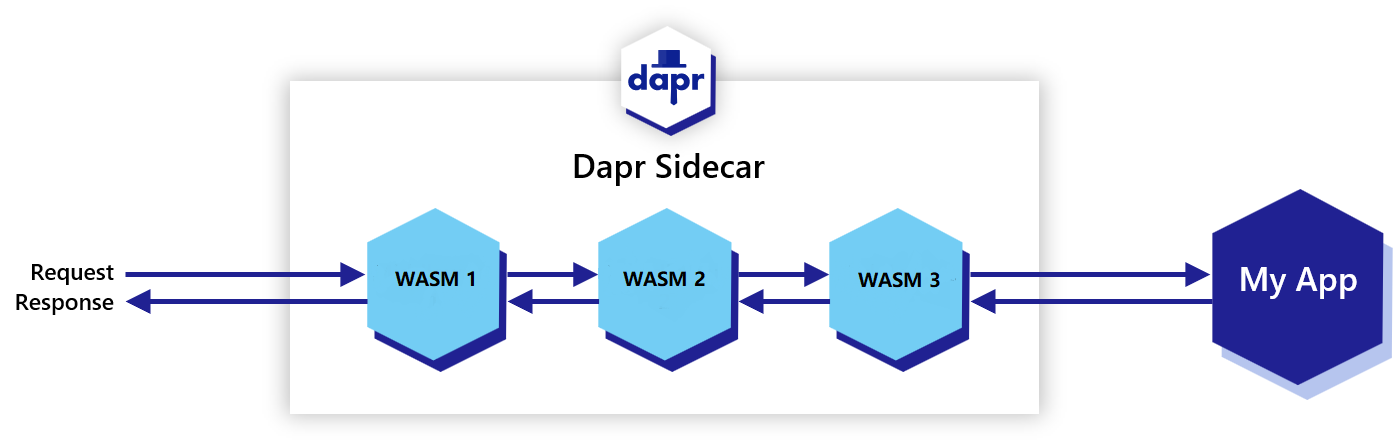 dapr
Dapr Sidecar
Request
Response
WASM 1
WASM 2
WASM 3
My App